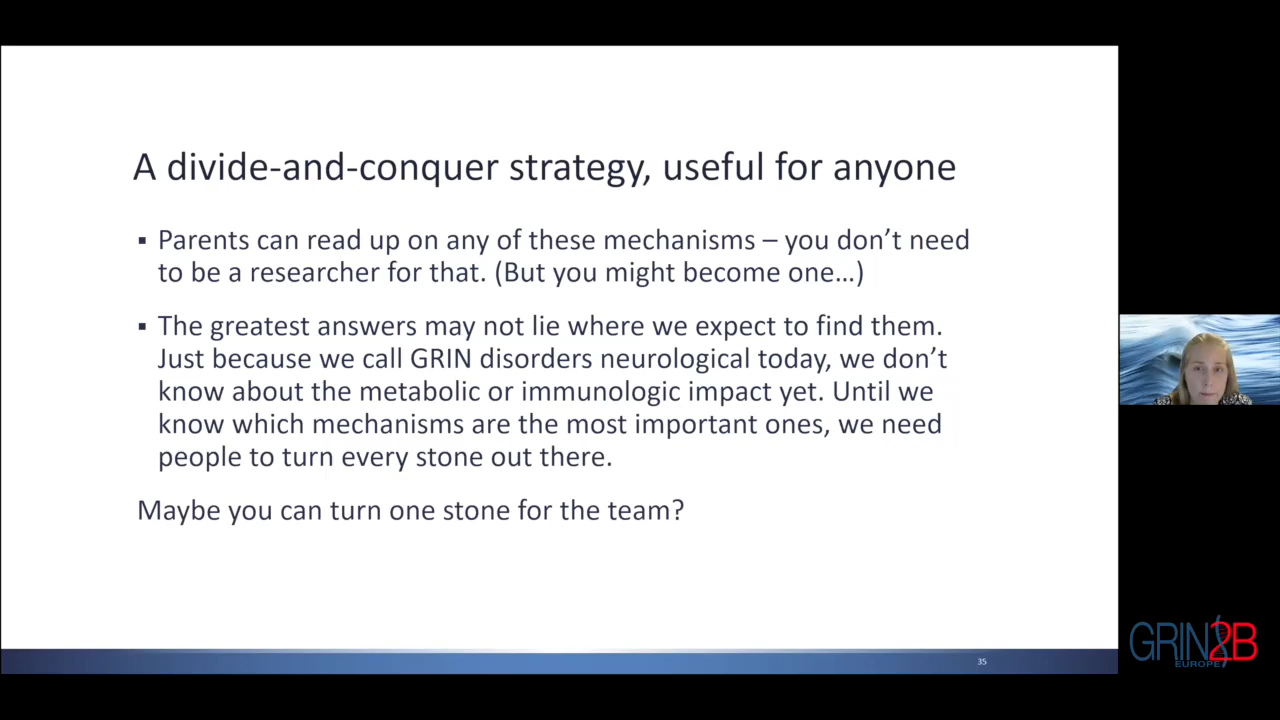 A divide-and-conquer strategy, useful for anyone
▪ Parents can read up on any of these mechanisms – you don’t need
to be a researcher for that. (But you might become one…)
▪ The greatest answers may not lie where we expect to find them.
Just because we call GRIN disorders neurological today, we don’t
know about the metabolic or immunologic impact yet. Until we
know which mechanisms are the most important ones, we need
people to turn every stone out there.
Maybe you can turn one stone for the team?
35
GRIN2B
EUROPE